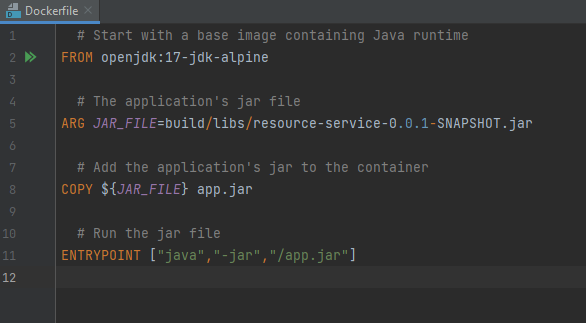 Dockerfile
1 # Start with a base image containing Java runtime
2 FROM openjdk:17-jdk-alpine
3
4 # The application's jar file
5 ARG JAR_FILE=build/libs/resource-service-0.0.1-SNAPSHOT.jar
6
7 # Add the application's jar to the container
8 COPY ${JAR_FILE} app.jar
9
10 # Run the jar file
11 ENTRYPOINT ["java","-jar","/app.jar"]
12